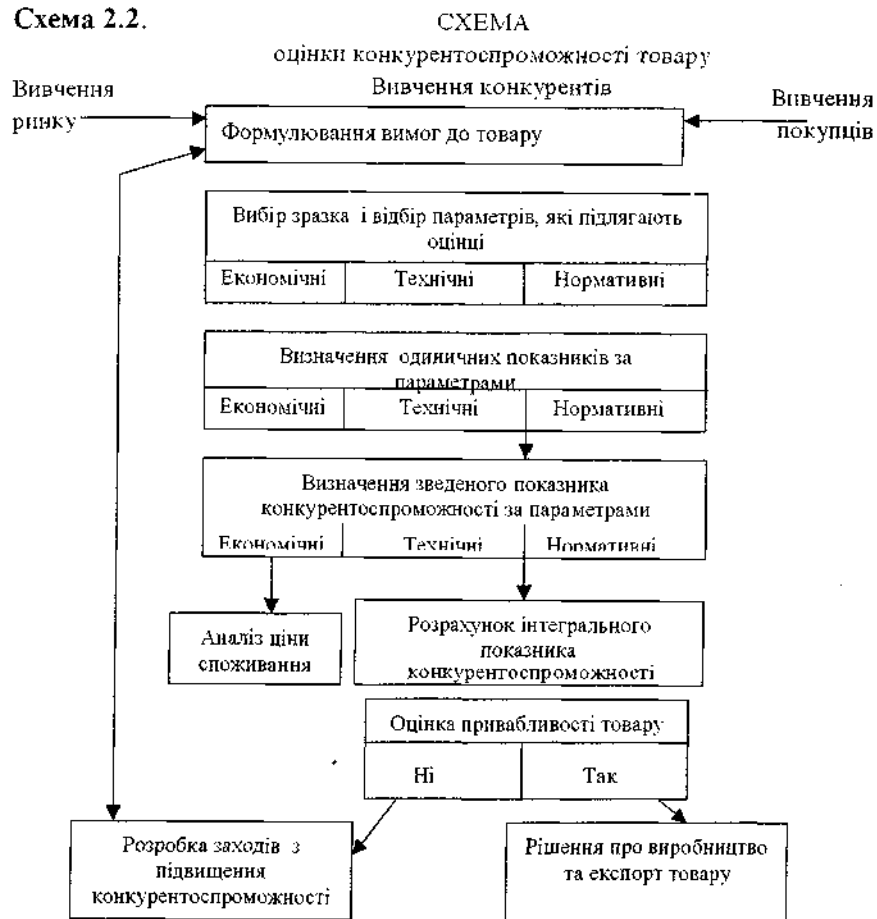 Схема 2.2.
СХЕМА
оцінки конкурентоспроможності товару
Вивчення конкурентів
Вивчення
ринку
Вивчення
покупців
Формулювання вимог до товару
Вибір зразка і відбір параметрів, які підлягають
оцінці
Економічні Технічні Нормативні
Визначення одиничних показників за
параметрами
Економічні Технічні Нормативні
Визначення зведеного показника
конкурентоспроможності за параметрами
Економічні Технічні Нормативні
Аналіз ціни
споживання
Розрахунок інтегрального
показника
конкурентоспроможності
Оцінка привабливості товару
Ні Так
Розробка заходів з
підвищення
конкурентоспроможності
Рішення про виробництво
та експорт товару